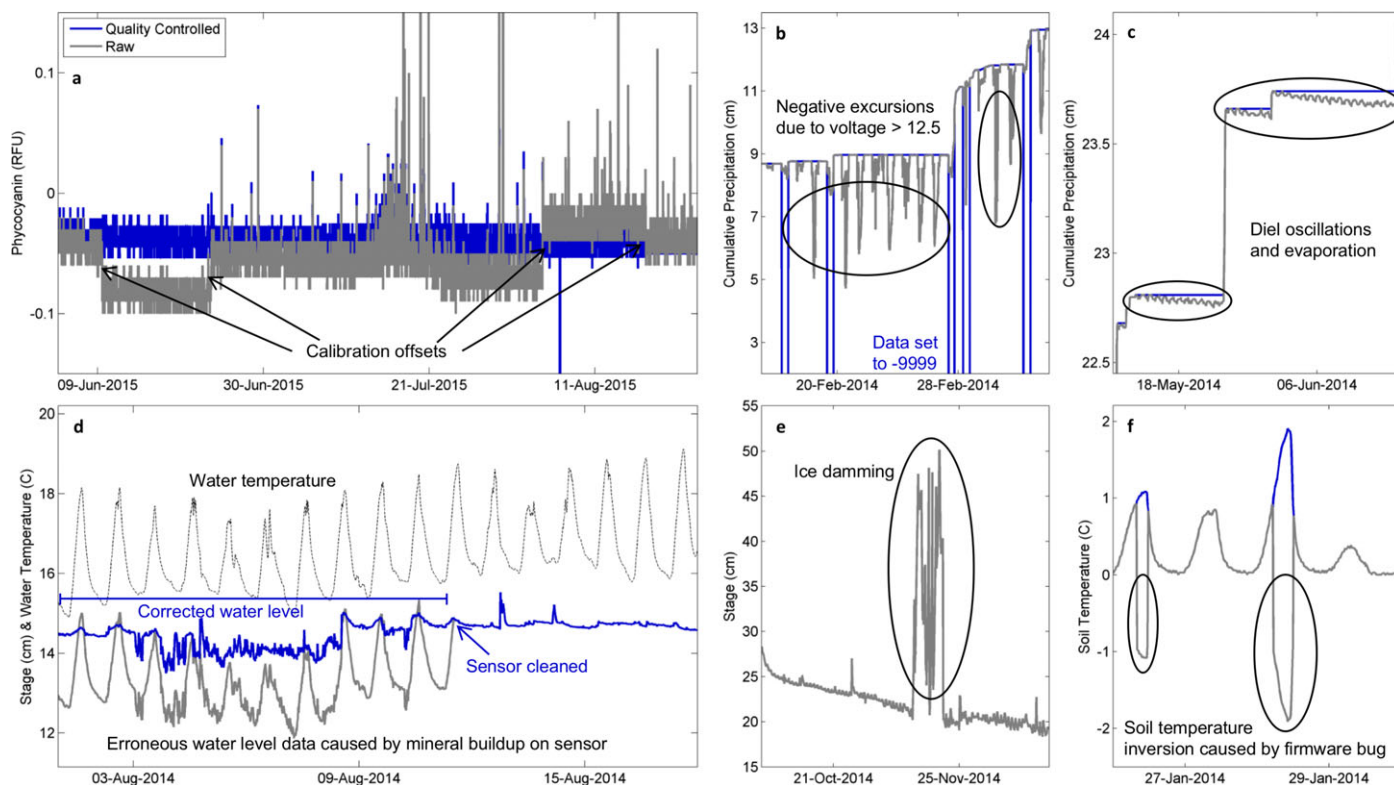 Quality Controlled
Raw
a
0.1
0
-0.1
Phycocyanin (RFU)
Calibration offsets
09-Jun-2015 30-Jun-2015 21-Jul-2015 11-Aug-2015
b
13
11
9
7
5
3
Cumulative Precipitation (cm)
Negative excursions
due to voltage > 12.5
Data set
to -9999
20-Feb-2014 28-Feb-2014
c
24
23.5
23
22.5
Cumulative Precipitation (cm)
Diel oscillations
and evaporation
18-May-2014 06-Jun-2014
d
20
18
16
14
12
Stage (cm) & Water Temperature (C)
Water temperature
Corrected water level
Sensor cleaned
Erroneous water level data caused by mineral buildup on sensor
03-Aug-2014 09-Aug-2014 15-Aug-2014
e
55
50
45
40
35
30
25
20
15
Stage (cm)
Ice damming
21-Oct-2014 25-Nov-2014
f
2
1
0
-1
-2
Soil Temperature (C)
Soil temperature
inversion caused by firmware bug
27-Jan-2014 29-Jan-2014